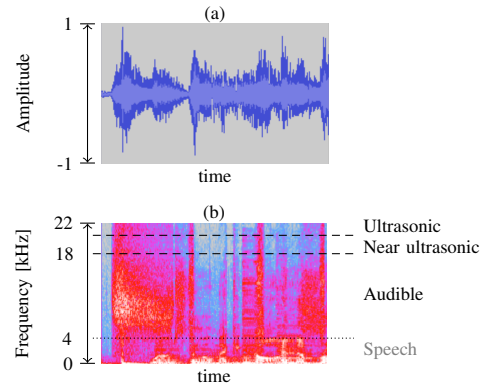 (a)
1
Amplitude
-1
time
(b)
22
Ultrasonic
18
Near ultrasonic
Frequency [kHz]
Audible
4
Speech
0
time